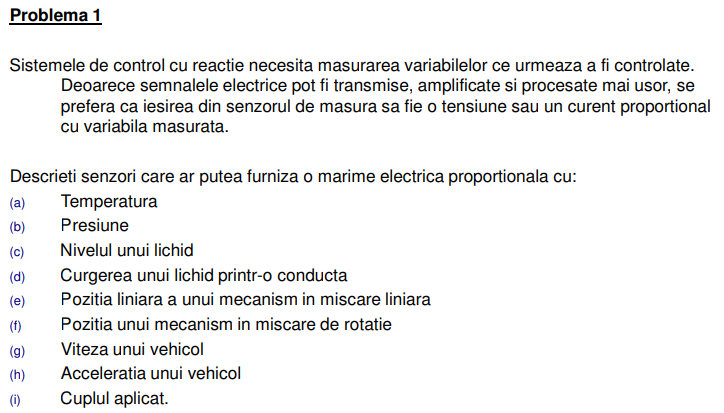 Problema 1
Sistemele de control cu reactie necesita masurarea variabilelor ce urmeaza a fi controlate.
Deoarece semnalele electrice pot fi transmise, amplificate si procesate mai usor, se
prefera ca iesirea din senzorul de masura sa fie o tensiune sau un curent proportional
cu variabila masurata.
Descrieti senzori care ar putea furniza o marime electrica proportionala cu:
(a) Temperatura
(b) Presiune
(c) Nivelul unui lichid
(d) Curgerea unui lichid printr-o conducta
(e) Pozitia liniara a unui mecanism in miscare liniara
(f) Pozitia unui mecanism in miscare de rotatie
(g) Viteza unui vehicol
(h) Acceleratia unui vehicol
(i) Cuplul aplicat.